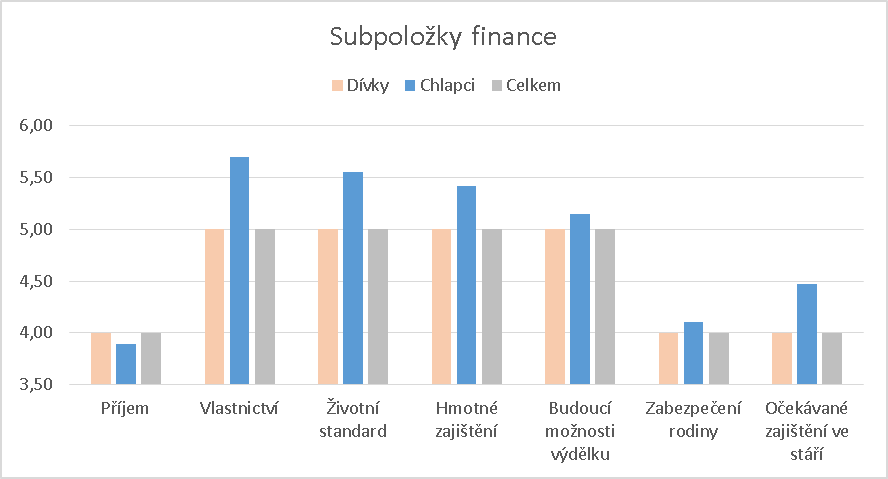 Subpoložky finance
Dívky Chlapci Celkem
6,00
5,50
5,00
4,50
4,00
3,50
Příjem
Vlastnictví
Životní
standard
Hmotné
zajištění
Budoucí
možnosti
výdělku
Zabezpečení
rodiny
Očekávané
zajištění ve
stáří